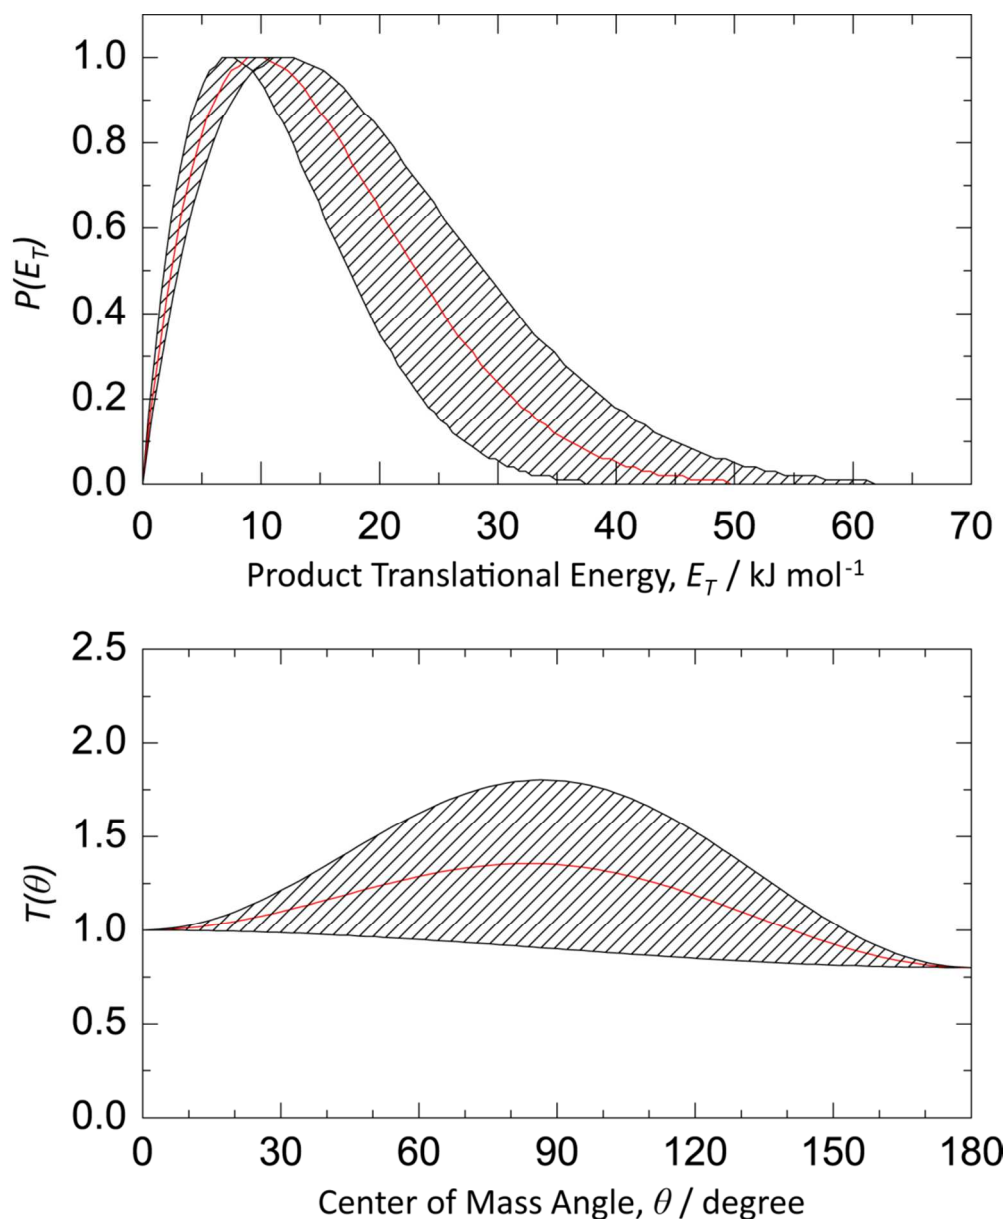 1.0
0.8
0.6
0.4
0.2
0.0
P(E_T)
0 10 20 30 40 50 60 70
Product Translational Energy, E_T / kJ mol⁻¹
2.5
2.0
1.5
1.0
0.5
0.0
T(θ)
0 30 60 90 120 150 180
Center of Mass Angle, θ / degree